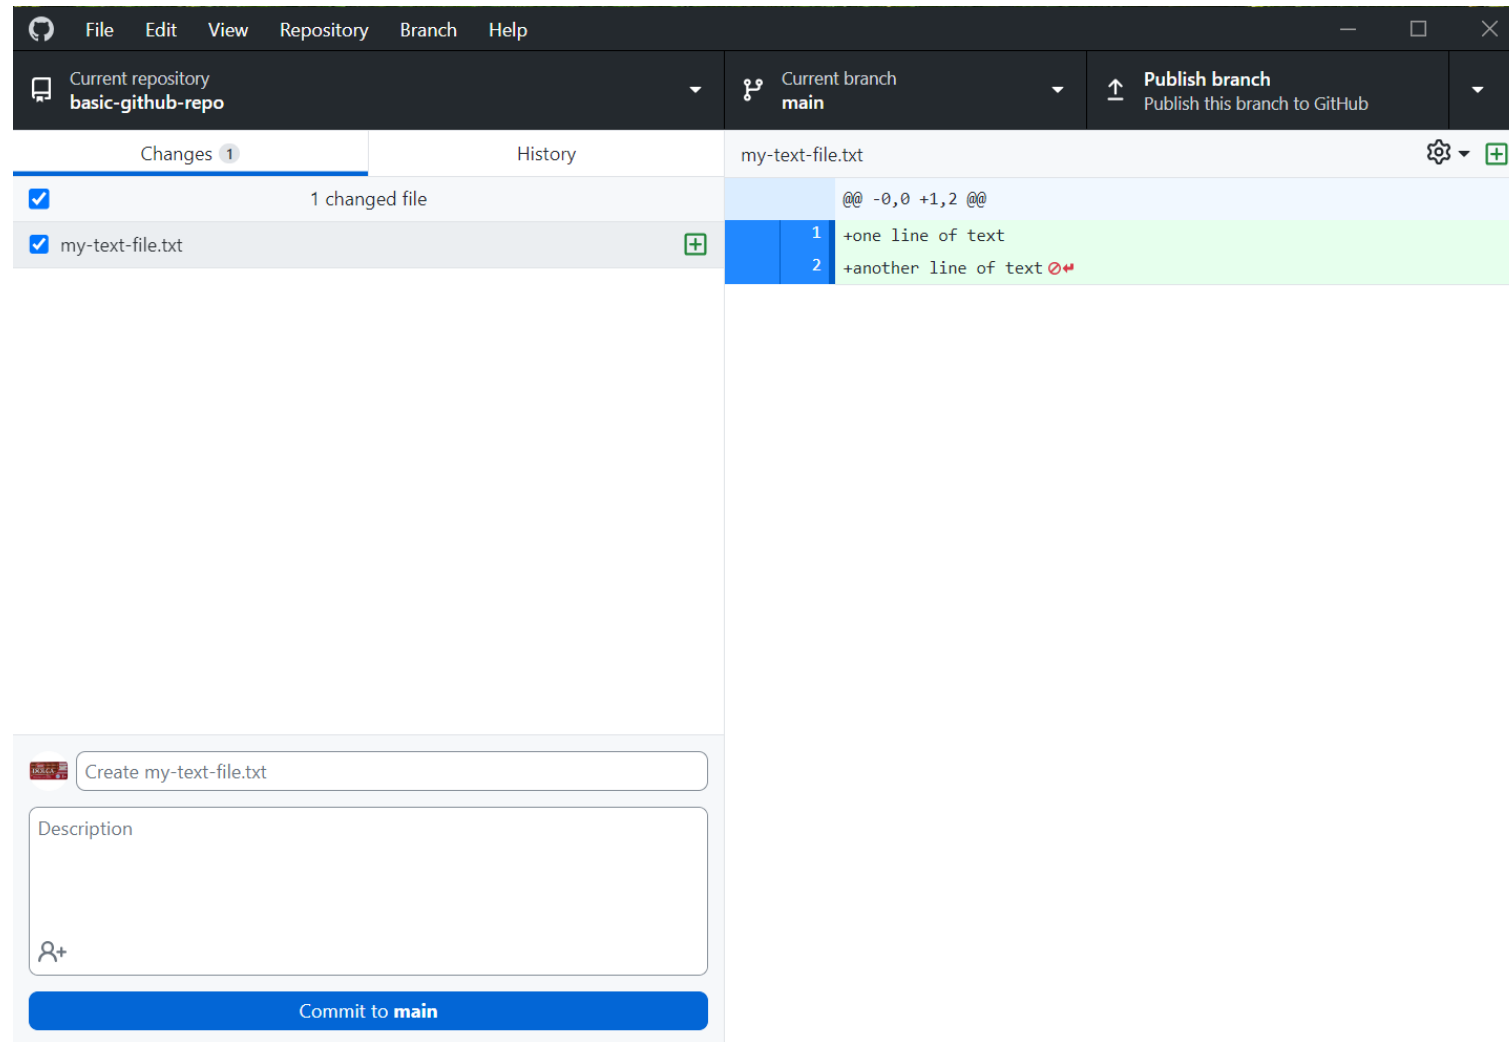 File Edit View Repository Branch Help
Current repository
basic-github-repo
Current branch
main
Publish branch
Publish this branch to GitHub
Changes 1
History
1 changed file
my-text-file.txt
my-text-file.txt
@@ -0,0 +1,2 @@
1 +one line of text
2 +another line of text
Create my-text-file.txt
Description
Commit to main